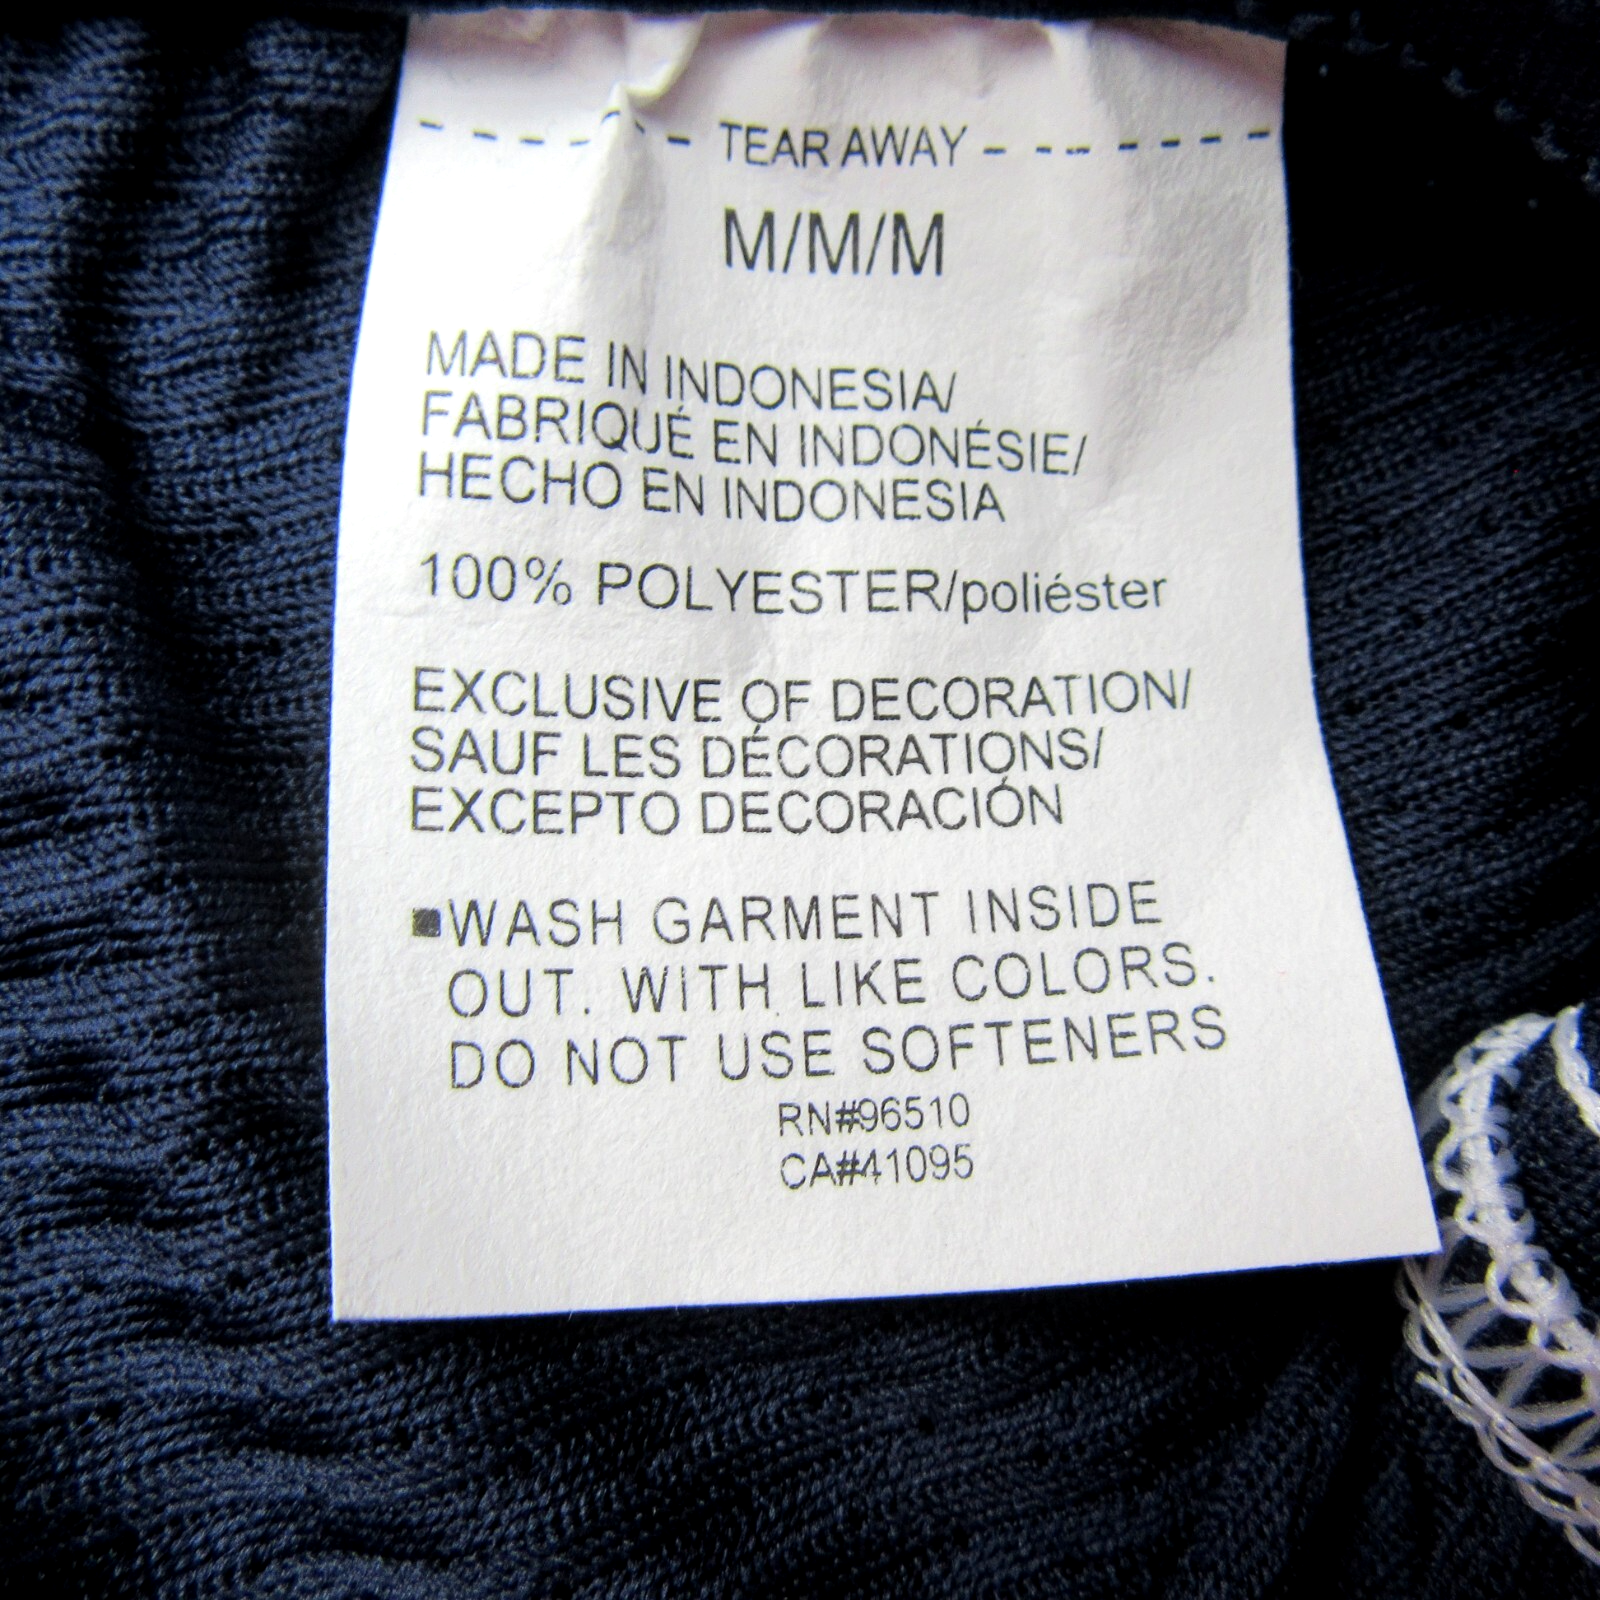 TEAR AWAY
M/M/M
MADE IN INDONESIA/
FABRIQUÉ EN INDONÉSIE/
HECHO EN INDONESIA
100% POLYESTER/poliéster
EXCLUSIVE OF DECORATION/
SAUF LES DÉCORATIONS/
EXCEPTO DECORACIÓN
■WASH GARMENT INSIDE
OUT. WITH LIKE COLORS.
DO NOT USE SOFTENERS
RN#96510
CA#41095